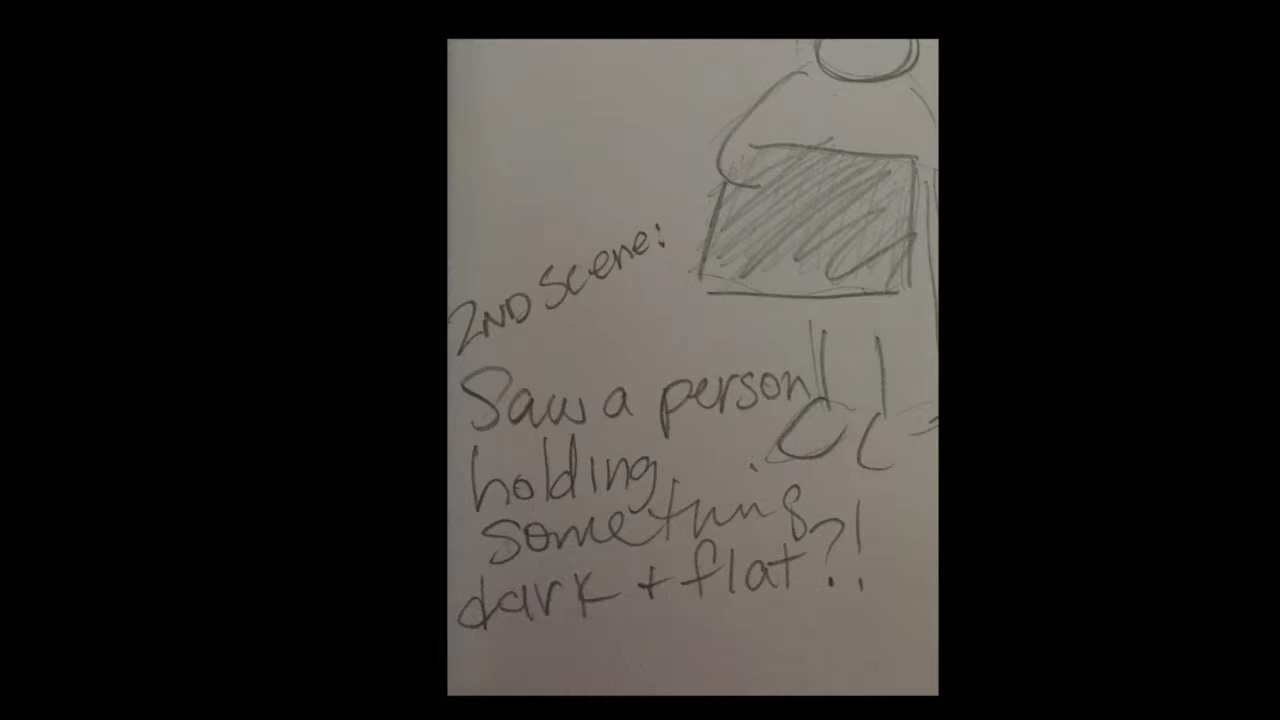 2ND Scene:
Saw a person
holding
something
dark + flat?!